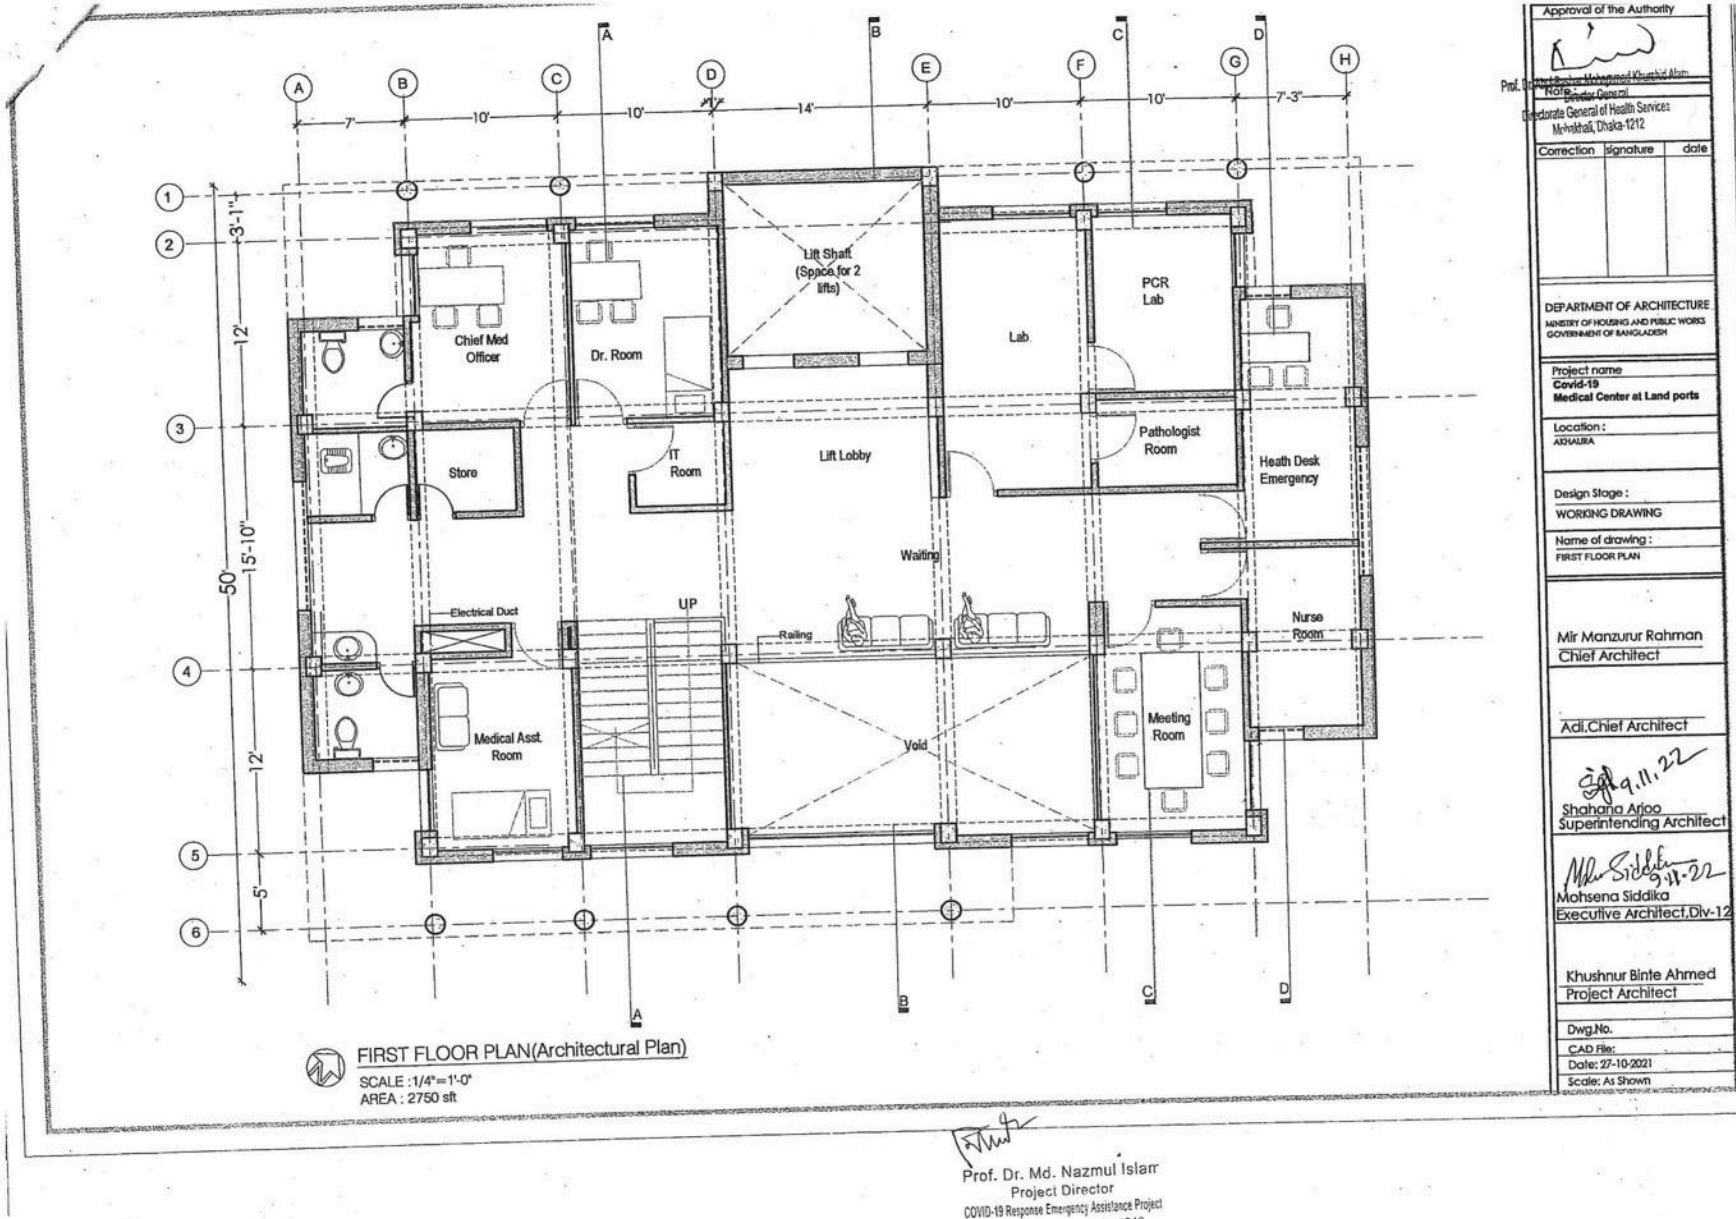 A
B
C
D
A
B
C
D
E
F
G
H
7'
10'
10'
1'
14'
10'
10'
7'-3"
1
2
3
4
5
6
3'-1"
12'
15'-10"
50'
12'
5'
Lift Shaft
(Space for 2
lifts)
PCR
Lab
Lab
Chief Med
Officer
Dr. Room
Store
IT
Room
Lift Lobby
Pathologist
Room
Heath Desk
Emergency
Waiting
Electrical Duct
UP
Railing
Nurse
Room
Medical Asst.
Room
Void
Meeting
Room
A
B
C
D
FIRST FLOOR PLAN(Architectural Plan)
SCALE :1/4"=1'-0"
AREA : 2750 sft
Approval of the Authority
Prof. Dr. Mohammed Khurshid Alam
Note:
Director General
Directorate General of Health Services
Mohakhali, Dhaka-1212
Correction signature date
DEPARTMENT OF ARCHITECTURE
MINISTRY OF HOUSING AND PUBLIC WORKS
GOVERNMENT OF BANGLADESH
Project name
Covid-19
Medical Center at Land ports
Location :
AKHAURA
Design Stage :
WORKING DRAWING
Name of drawing :
FIRST FLOOR PLAN
Mir Manzurur Rahman
Chief Architect
Adl.Chief Architect
9.11.22
Shahana Arjoo
Superintending Architect
9-11-22
Mohsena Siddika
Executive Architect,Div-12
Khushnur Binte Ahmed
Project Architect
Dwg.No.
CAD File:
Date: 27-10-2021
Scale: As Shown
Prof. Dr. Md. Nazmul Islam
Project Director
COVID-19 Response Emergency Assistance Project